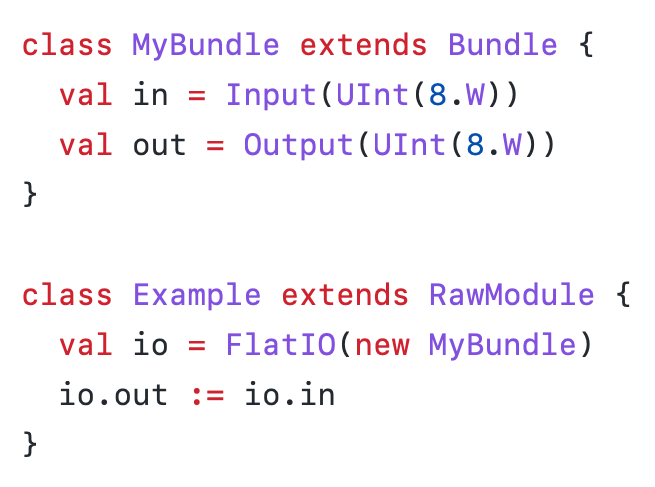 class MyBundle extends Bundle {
  val in = Input(UInt(8.W))
  val out = Output(UInt(8.W))
}

class Example extends RawModule {
  val io = FlatIO(new MyBundle)
  io.out := io.in
}